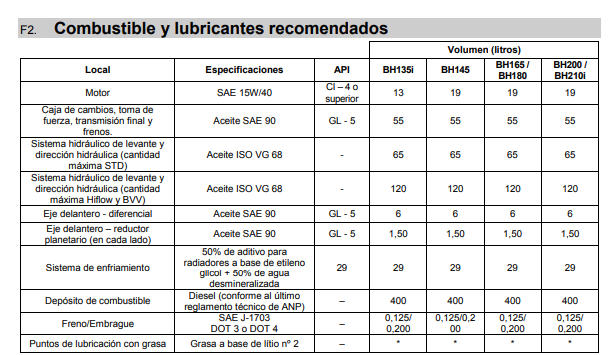 F2. Combustible y lubricantes recomendados
Volumen (litros)
Local Especificaciones API BH135i BH145 BH165 / BH180 BH200 / BH210i
Motor SAE 15W/40 CI – 4 o superior 13 19 19 19
Caja de cambios, toma de fuerza, transmisión final y frenos. Aceite SAE 90 GL - 5 55 55 55 55
Sistema hidráulico de levante y dirección hidráulica (cantidad máxima STD) Aceite ISO VG 68 - 65 65 65 65
Sistema hidráulico de levante y dirección hidráulica (cantidad máxima Hiflow y BVV) Aceite ISO VG 68 - 120 120 120 120
Eje delantero - diferencial Aceite SAE 90 GL - 5 6 6 6 6
Eje delantero – reductor planetario (en cada lado) Aceite SAE 90 GL - 5 1,50 1,50 1,50 1,50
Sistema de enfriamiento 50% de aditivo para radiadores a base de etileno glicol + 50% de agua desmineralizada 29 29 29 29 29
Depósito de combustible Diesel (conforme al último reglamento técnico de ANP) – 400 400 400 400
Freno/Embrague SAE J-1703 DOT 3 o DOT 4 – 0,125/ 0,200 0,125/0,2 00 0,125/ 0,200 0,125/ 0,200
Puntos de lubricación con grasa Grasa a base de lítio nº 2 – * * * *